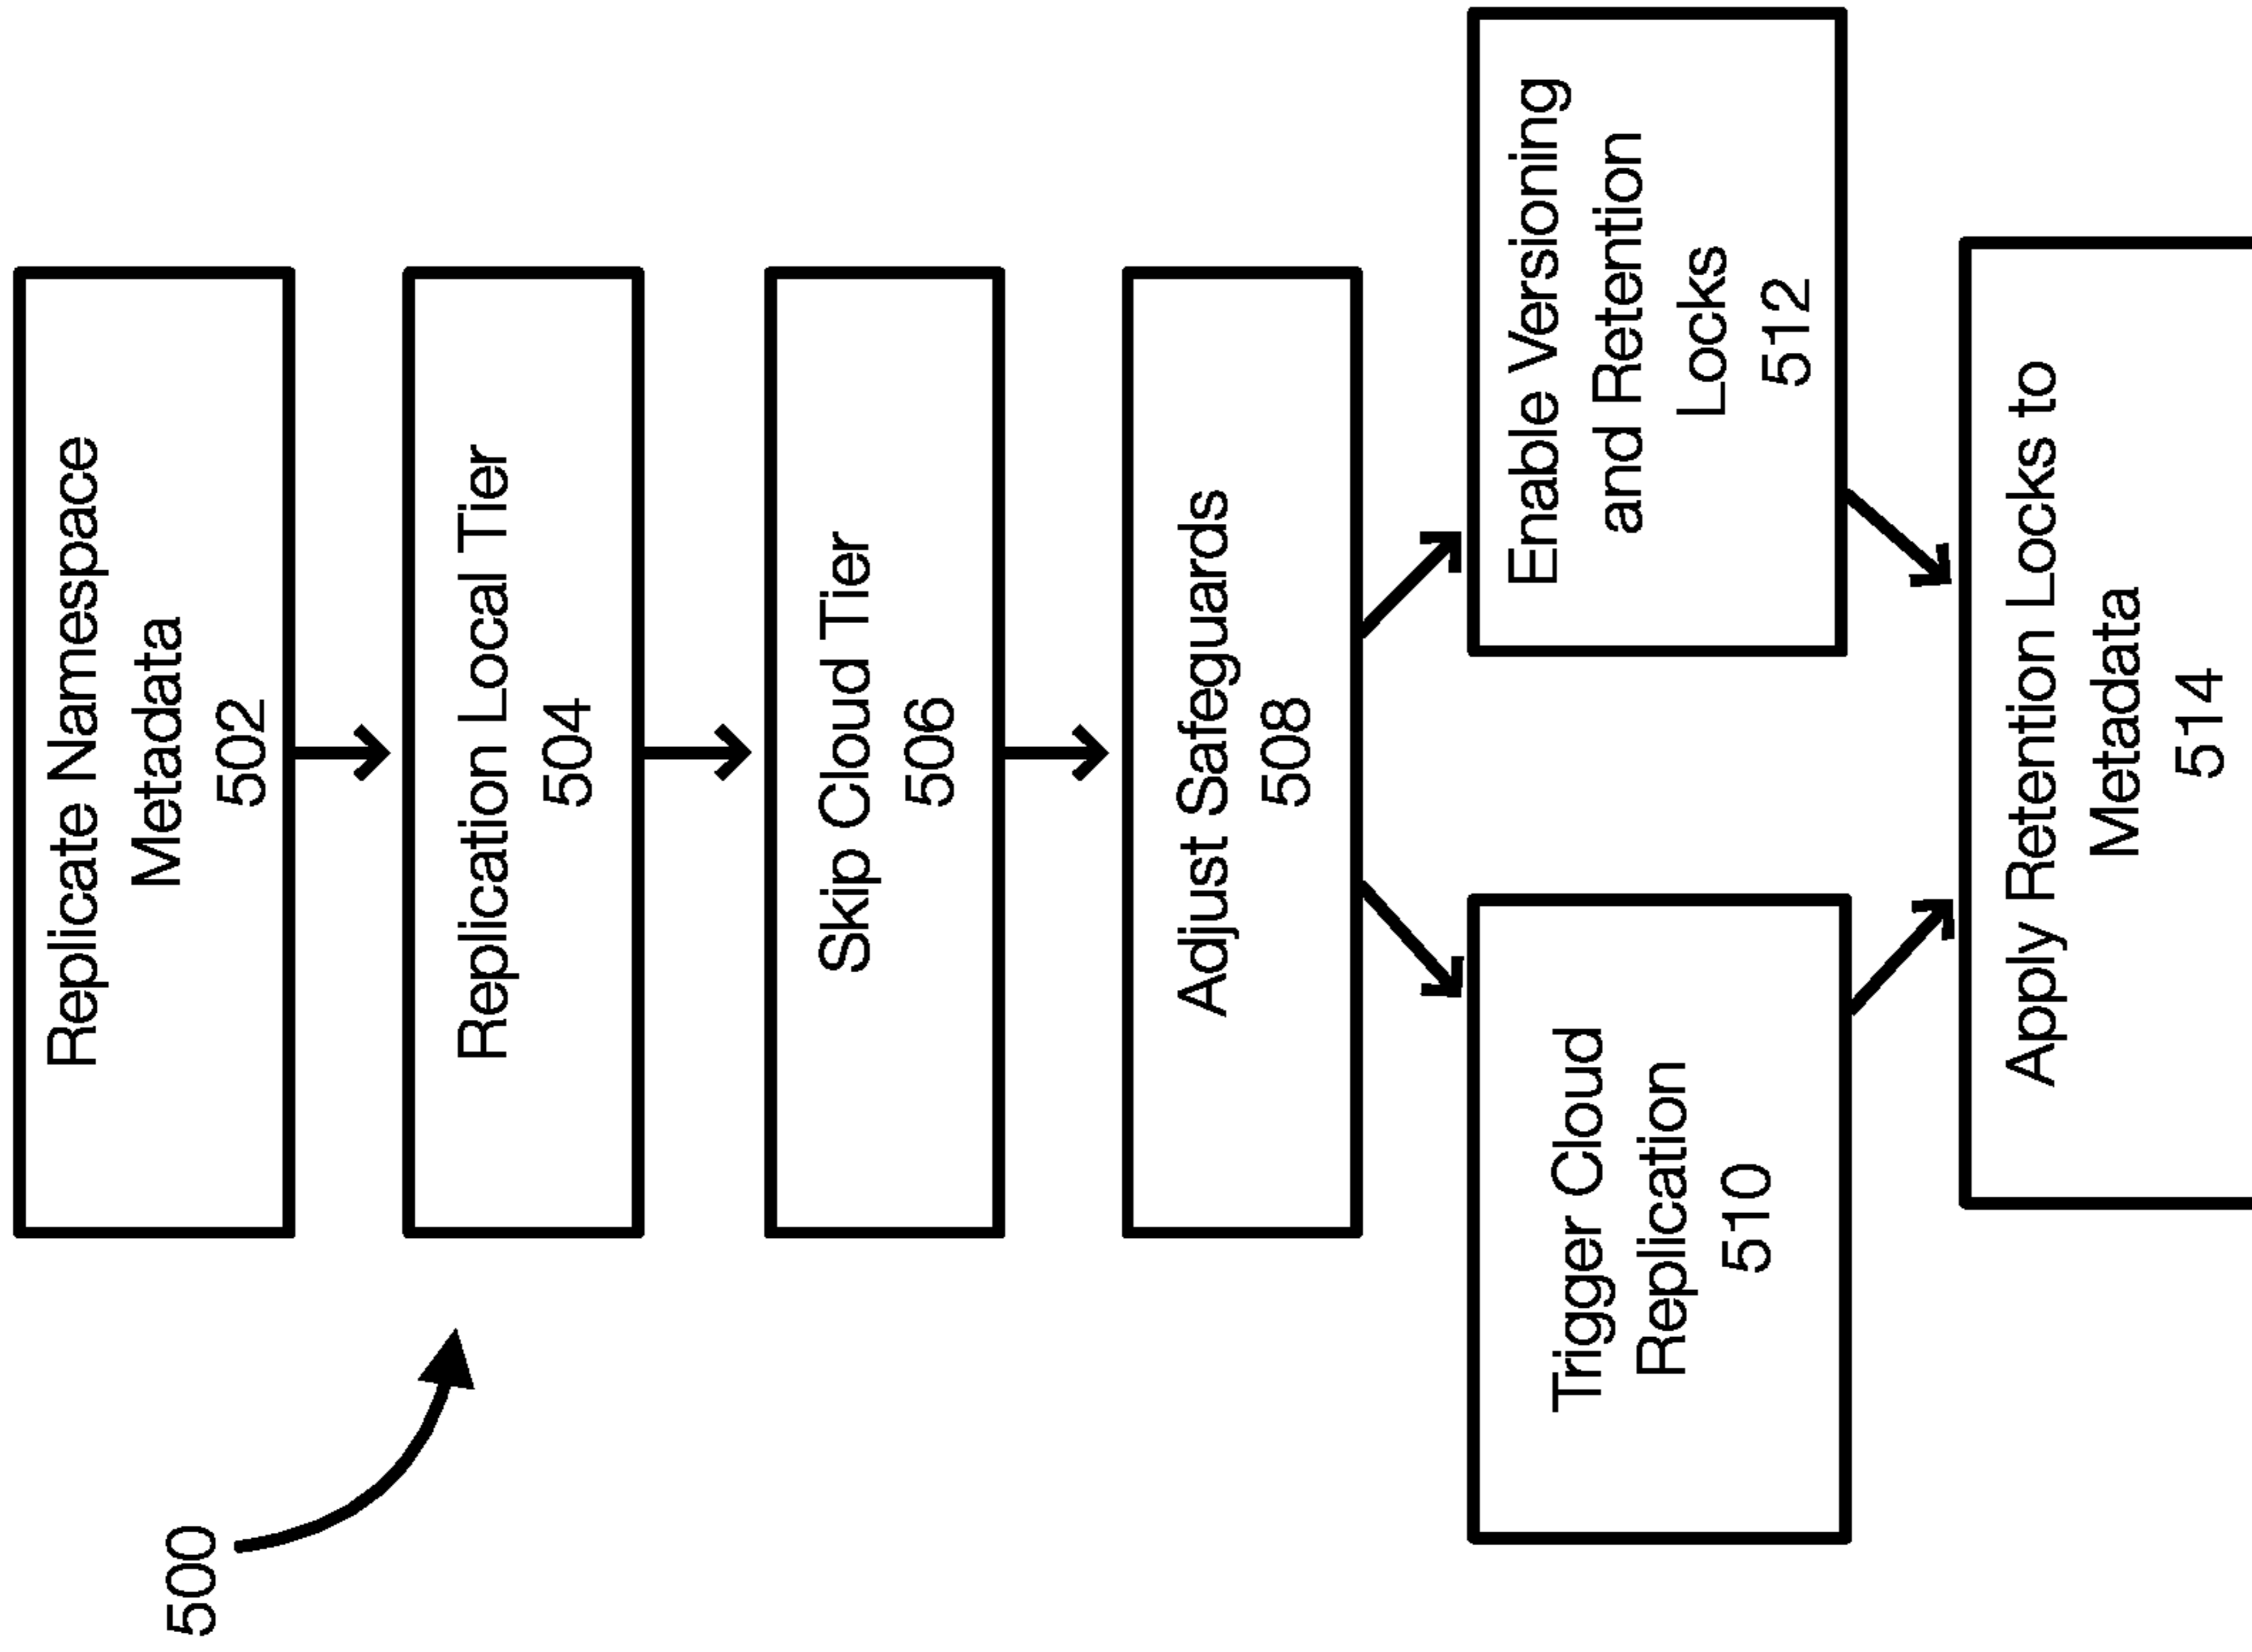 500
Replicate Namespace
Metadata
502
Replication Local Tier
504
Skip Cloud Tier
506
Adjust Safeguards
508
Trigger Cloud
Replication
510
Enable Versioning
and Retention
Locks
512
Apply Retention Locks to
Metadata
514